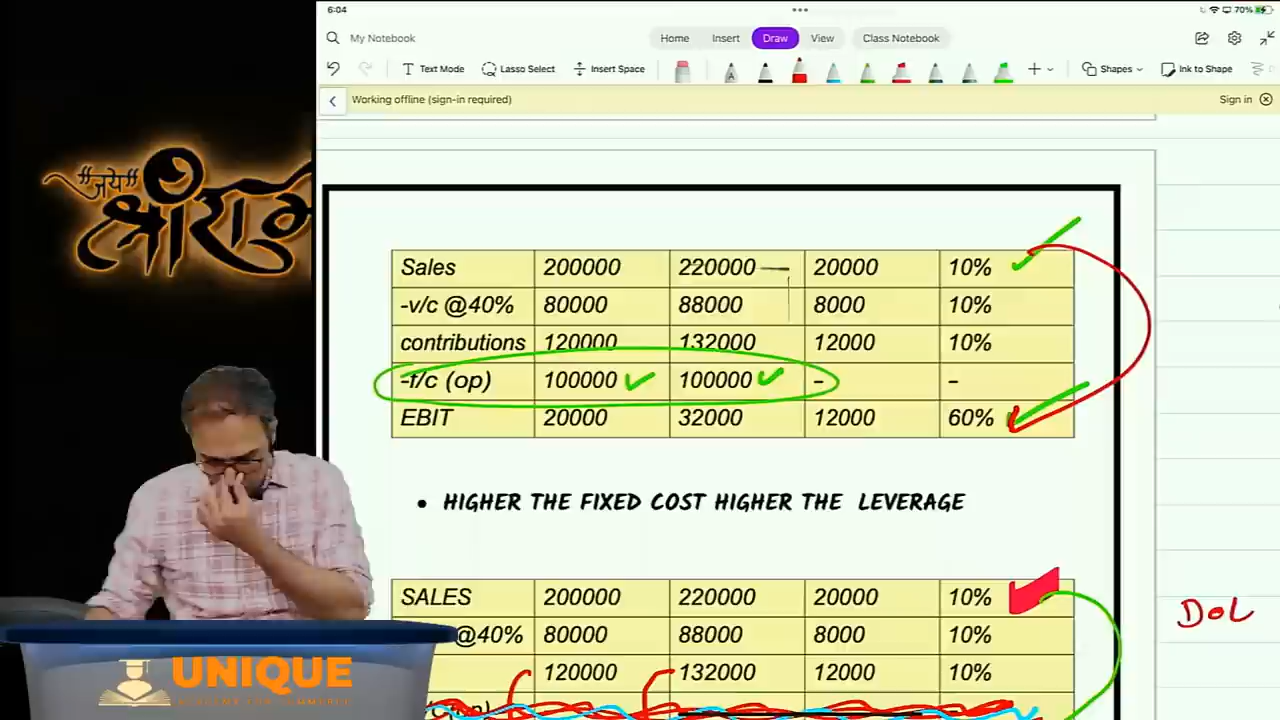 6:04
70%
My Notebook
Home Insert Draw View Class Notebook
Text Mode Lasso Select Insert Space Shapes Ink to Shape
Working offline (sign-in required) Sign in
"जय"
श्रीराम
Sales 200000 220000 20000 10%
-v/c @40% 80000 88000 8000 10%
contributions 120000 132000 12000 10%
-f/c (op) 100000 100000 - -
EBIT 20000 32000 12000 60%
• HIGHER THE FIXED COST HIGHER THE LEVERAGE
SALES 200000 220000 20000 10%
DOL
@40% 80000 88000 8000 10%
120000 132000 12000 10%
UNIQUE